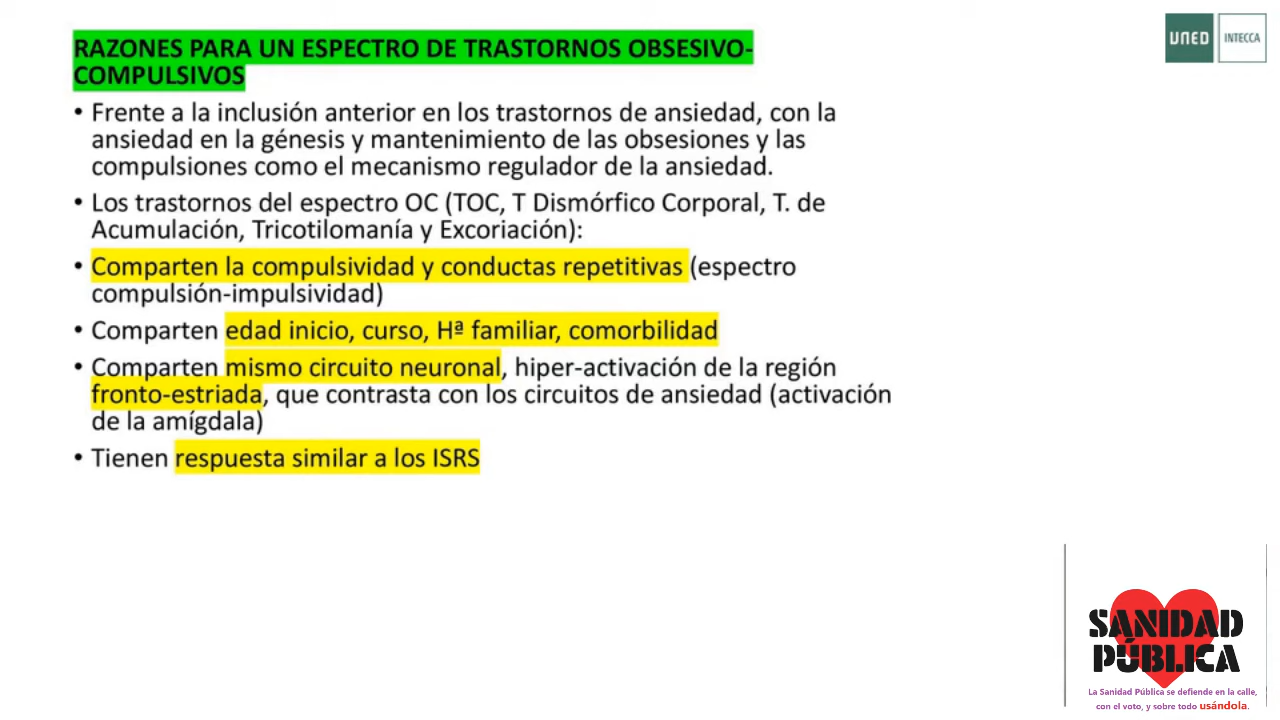 RAZONES PARA UN ESPECTRO DE TRASTORNOS OBSESIVO-
COMPULSIVOS
• Frente a la inclusión anterior en los trastornos de ansiedad, con la
ansiedad en la génesis y mantenimiento de las obsesiones y las
compulsiones como el mecanismo regulador de la ansiedad.
• Los trastornos del espectro OC (TOC, T Dismórfico Corporal, T. de
Acumulación, Tricotilomanía y Excoriación):
• Comparten la compulsividad y conductas repetitivas (espectro
compulsión-impulsividad)
• Comparten edad inicio, curso, Hª familiar, comorbilidad
• Comparten mismo circuito neuronal, hiper-activación de la región
fronto-estriada, que contrasta con los circuitos de ansiedad (activación
de la amígdala)
• Tienen respuesta similar a los ISRS
UNED INTECCA
SANIDAD
PÚBLICA
La Sanidad Pública se defiende en la calle,
con el voto, y sobre todo usándola.